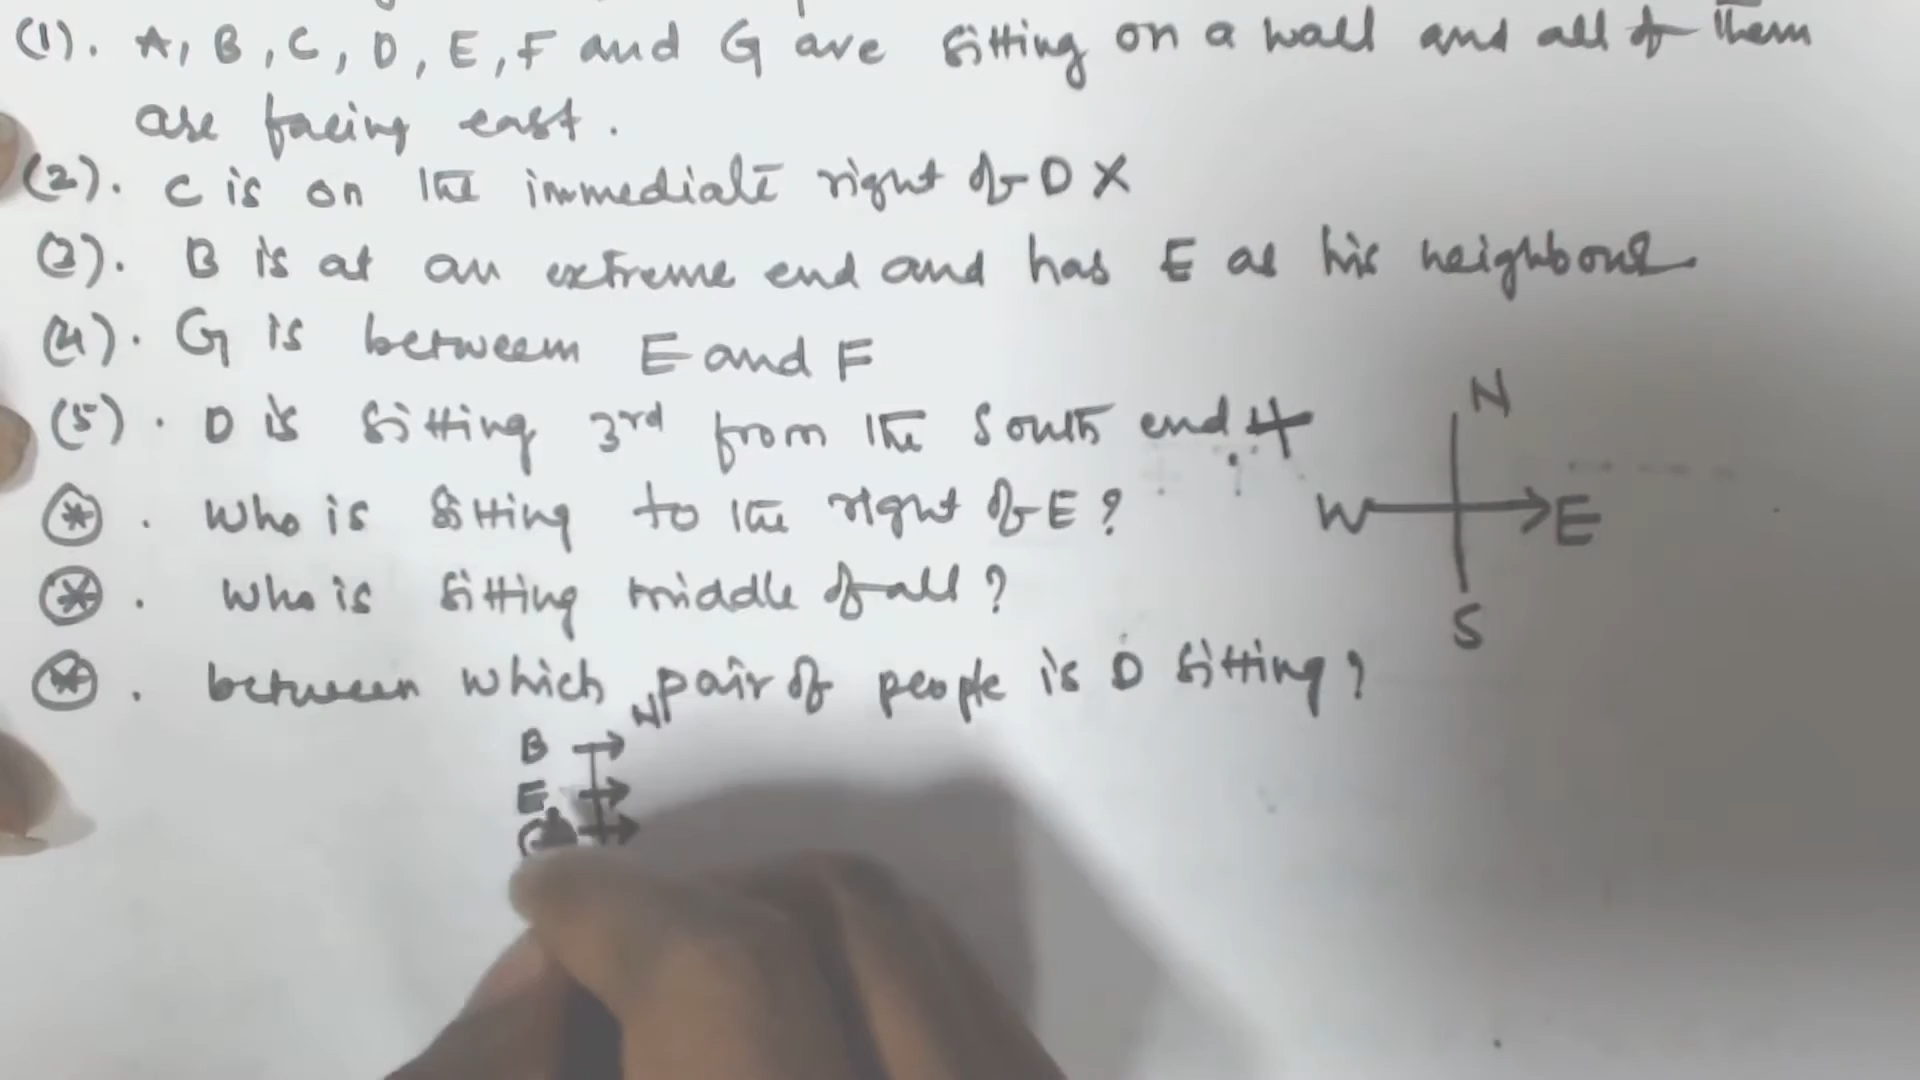 (1). A, B, C, D, E, F and G are sitting on a wall and all of them
are facing east.
(2). C is on the immediate right of D X
(3). B is at an extreme end and has E as his neighbour
(4). G is between E and F
(5). D is sitting 3rd from the South end.
N
* . Who is sitting to the right of E ?
W E
* . Who is sitting middle of all ?
S
* . between which pair of people is D sitting ?
N
B
E
G